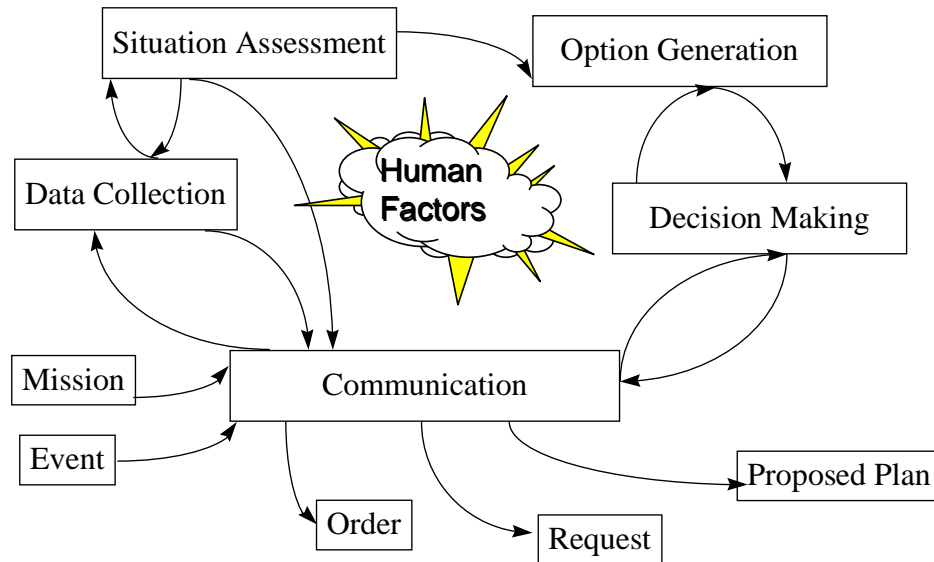 Situation Assessment
Option Generation
Human
Factors
Data Collection
Decision Making
Mission
Communication
Event
Proposed Plan
Order
Request